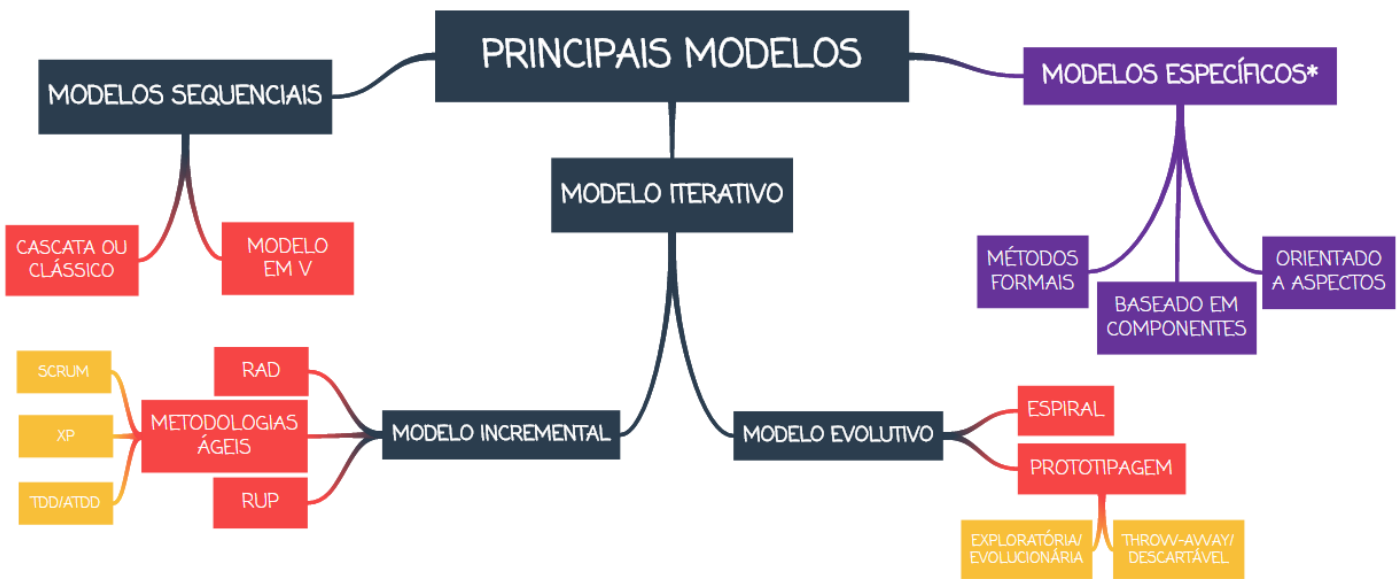 PRINCIPAIS MODELOS
MODELOS SEQUENCIAIS
MODELOS ESPECÍFICOS*
MODELO ITERATIVO
CASCATA OU
CLÁSSICO
MODELO
EM V
MÉTODOS
FORMAIS
BASEADO EM
COMPONENTES
ORIENTADO
A ASPECTOS
SCRUM
XP
TDD/ATDD
METODOLOGIAS
ÁGEIS
RAD
RUP
MODELO INCREMENTAL
MODELO EVOLUTIVO
ESPIRAL
PROTOTIPAGEM
EXPLORATÓRIA/
EVOLUCIONÁRIA
THROW-AWAY/
DESCARTÁVEL